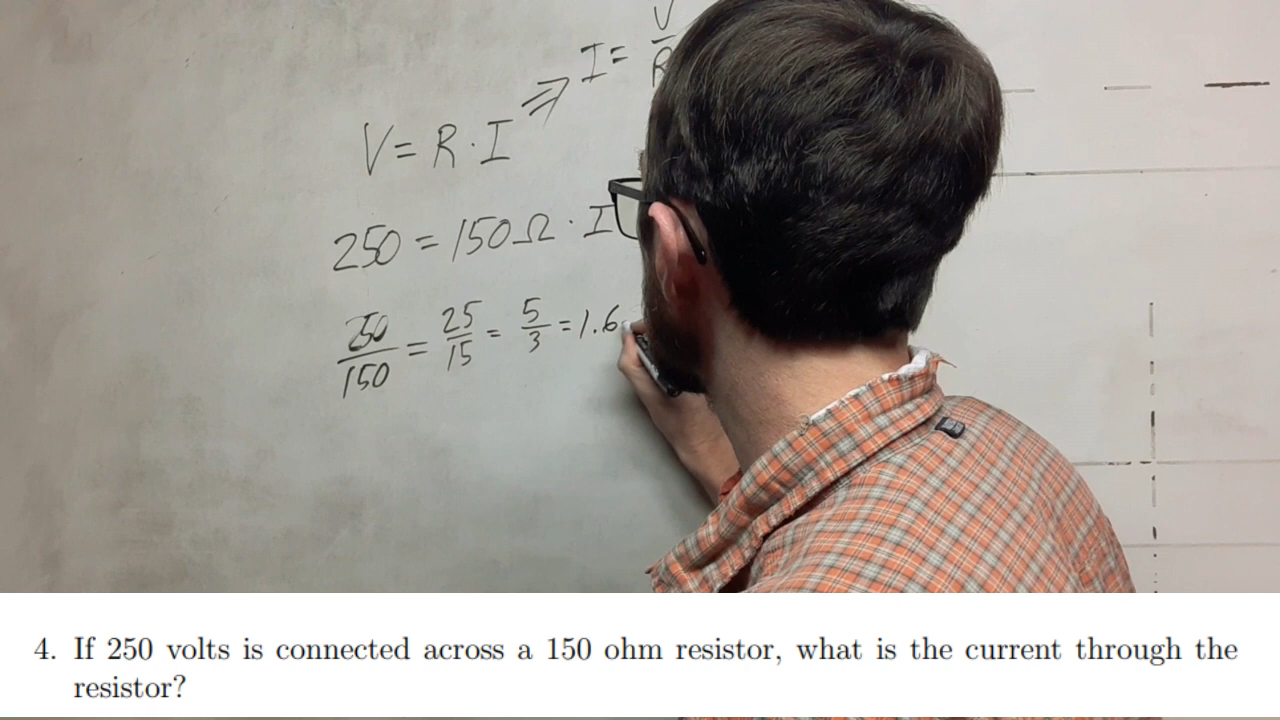 I = V/R
⇒
V = R · I
250 = 150Ω · I
250/150 = 25/15 = 5/3 = 1.6
4. If 250 volts is connected across a 150 ohm resistor, what is the current through the
resistor?